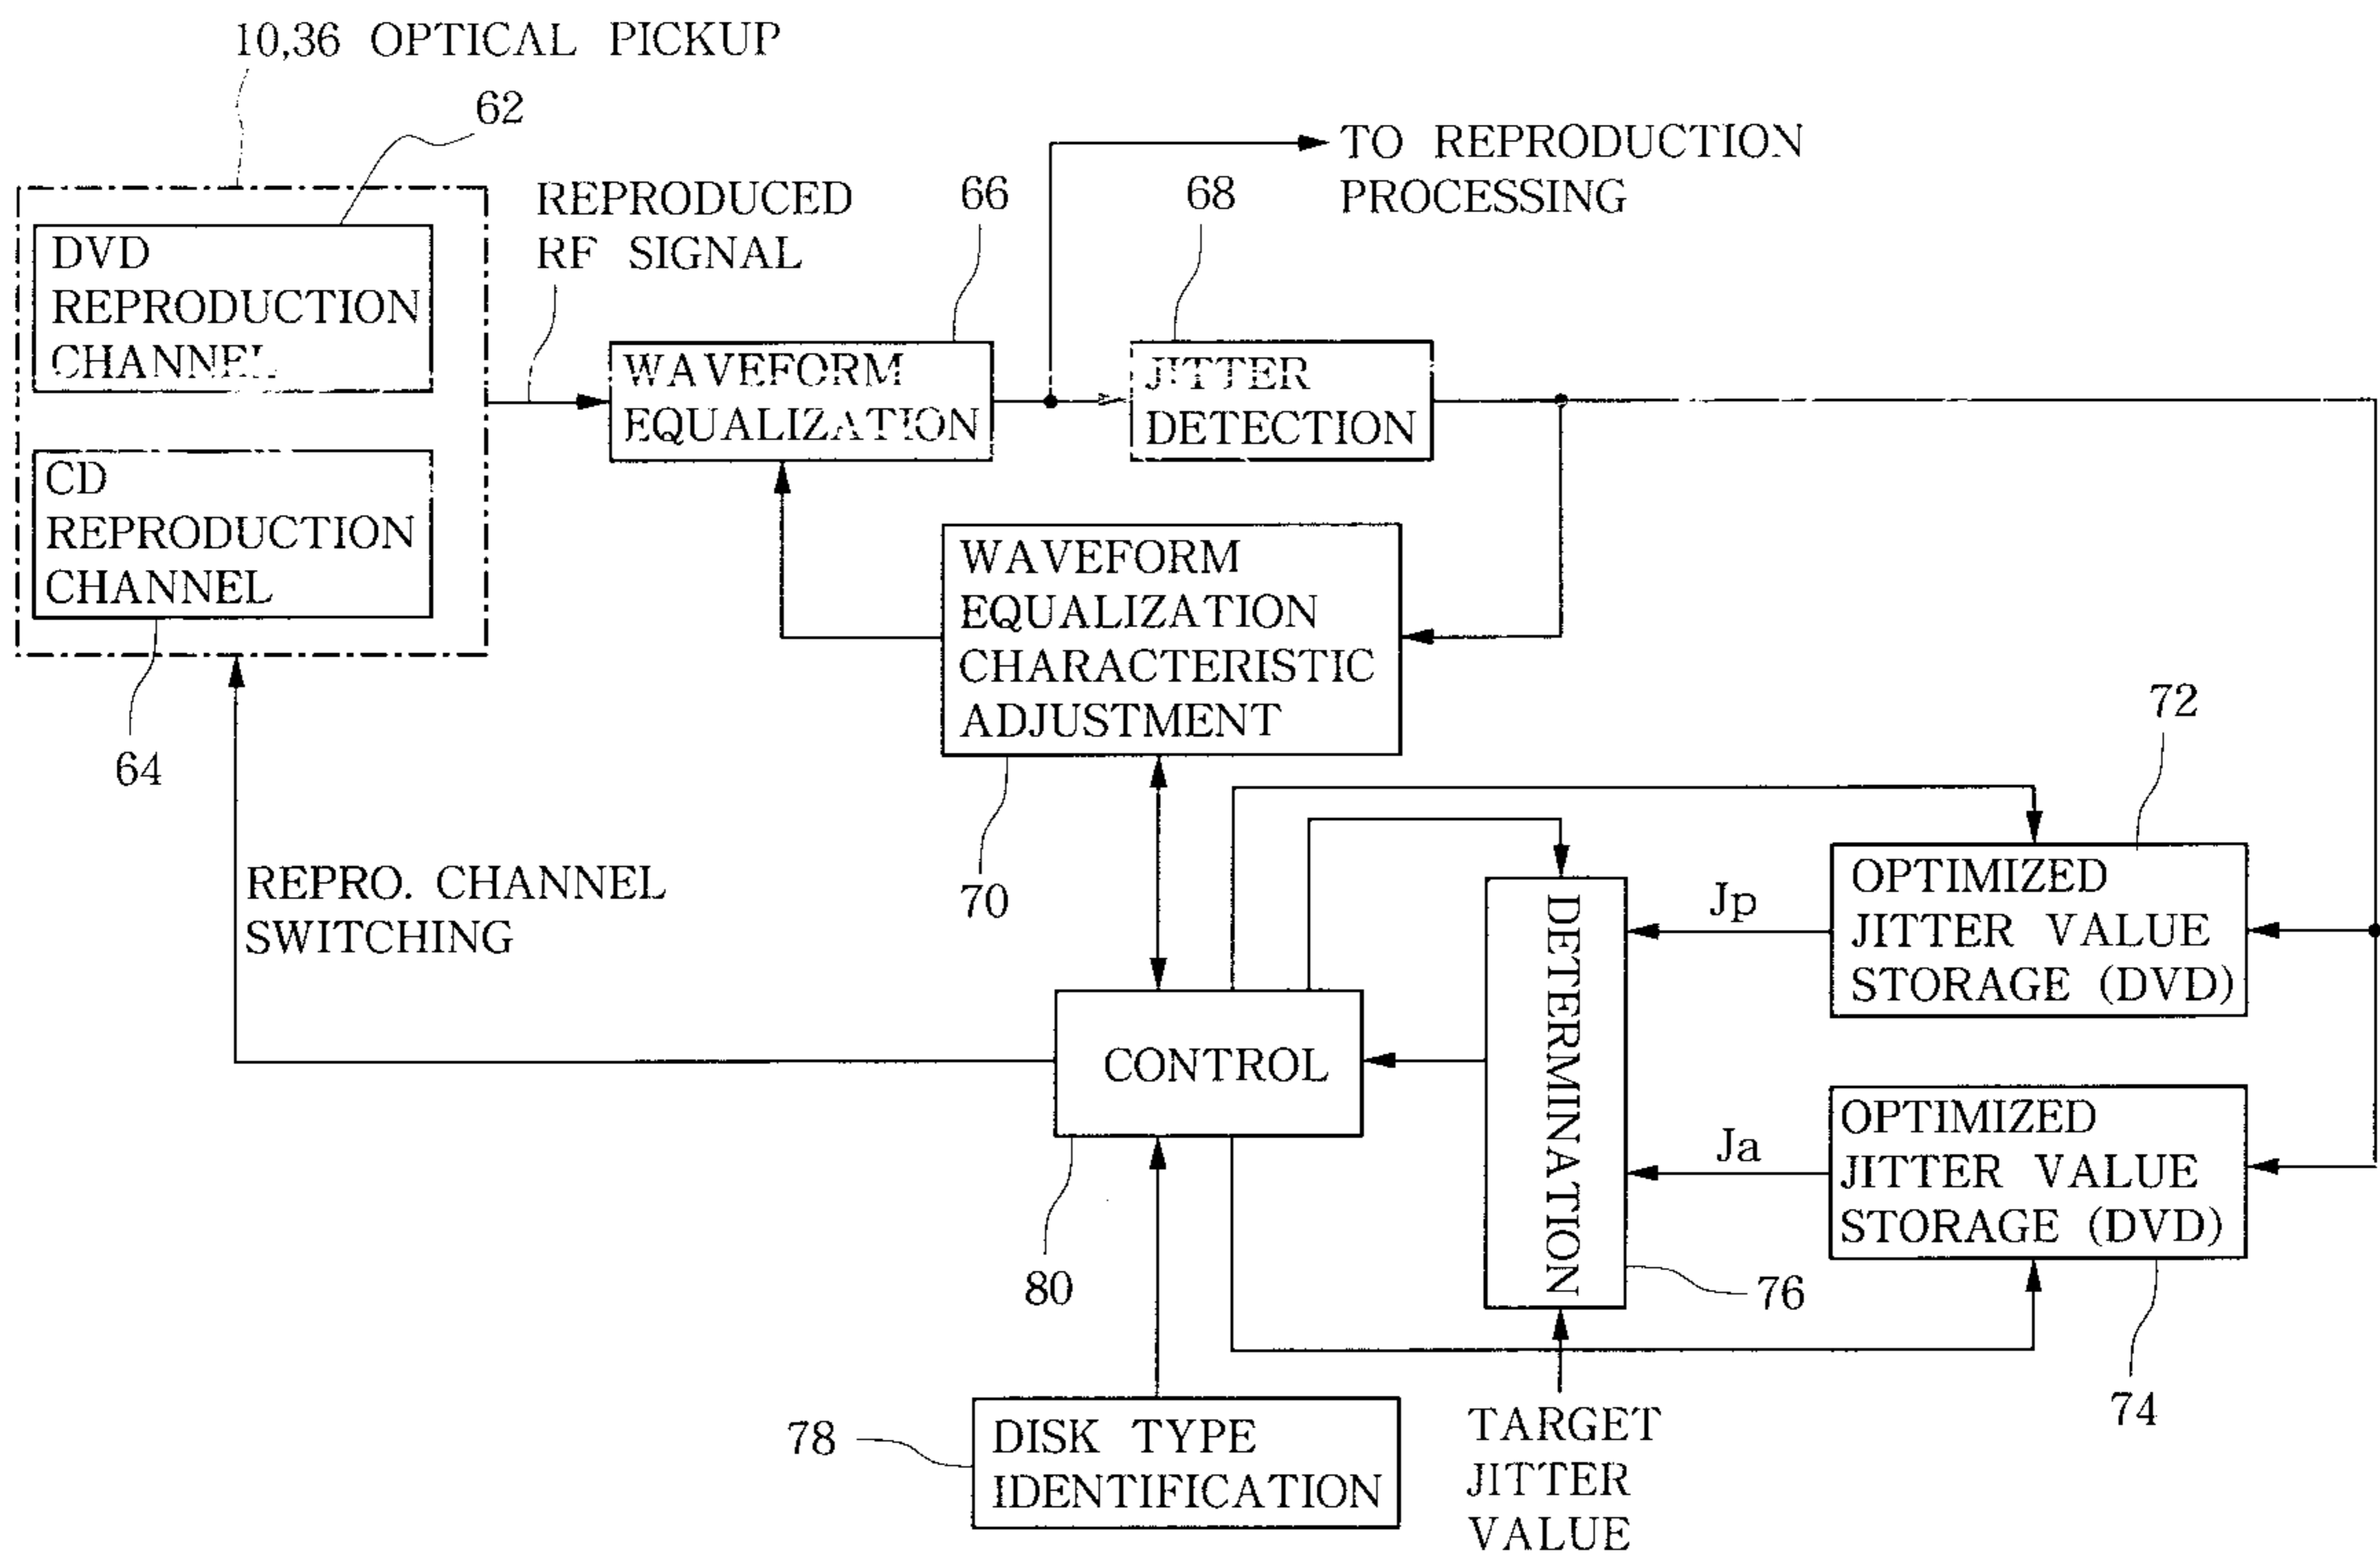 10,36 OPTICAL PICKUP
62
TO REPRODUCTION
PROCESSING
REPRODUCED
RF SIGNAL
66
68
DVD
REPRODUCTION
CHANNEL
WAVEFORM
EQUALIZATION
JITTER
DETECTION
CD
REPRODUCTION
CHANNEL
64
WAVEFORM
EQUALIZATION
CHARACTERISTIC
ADJUSTMENT
70
72
REPRO. CHANNEL
SWITCHING
OPTIMIZED
JITTER VALUE
STORAGE (DVD)
Jp
DETERMINATION
CONTROL
80
Ja
OPTIMIZED
JITTER VALUE
STORAGE (DVD)
76
74
78
DISK TYPE
IDENTIFICATION
TARGET
JITTER
VALUE